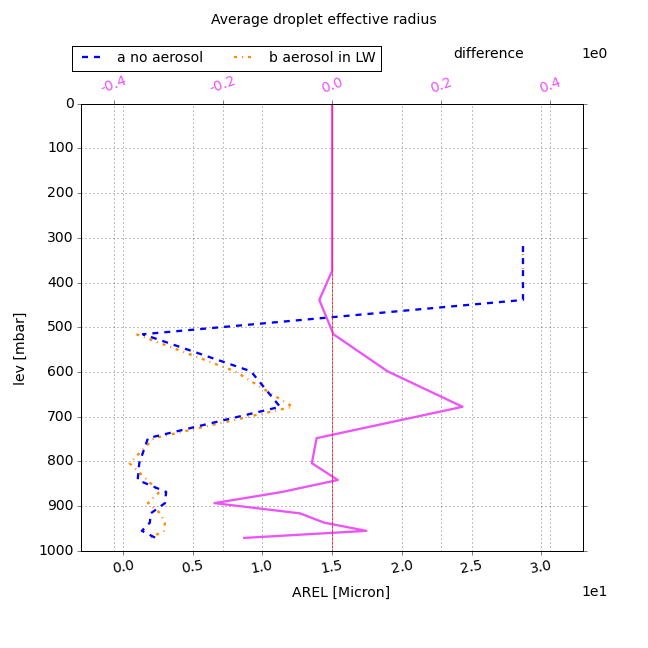 Average droplet effective radius
a no aerosol b aerosol in LW difference 1e0
-0.4 -0.2 0.0 0.2 0.4
0
100
200
300
400
500
600
700
800
900
1000
lev [mbar]
0.0 0.5 1.0 1.5 2.0 2.5 3.0
AREL [Micron] 1e1